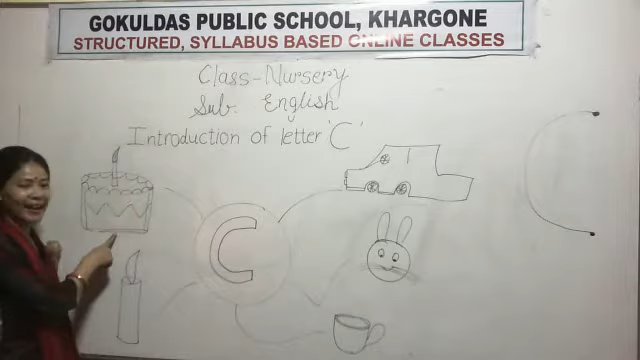 GOKULDAS PUBLIC SCHOOL, KHARGONE
STRUCTURED, SYLLABUS BASED ONLINE CLASSES
Class-Nursery
Sub. English
Introduction of letter 'C'
C